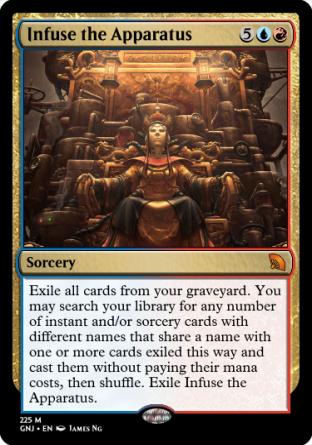 Infuse the Apparatus 5
Sorcery
Exile all cards from your graveyard. You
may search your library for any number
of instant and/or sorcery cards with
different names that share a name with
one or more cards exiled this way and
cast them without paying their mana
costs, then shuffle. Exile Infuse the
Apparatus.
225 M
GNJ • EN James Ng